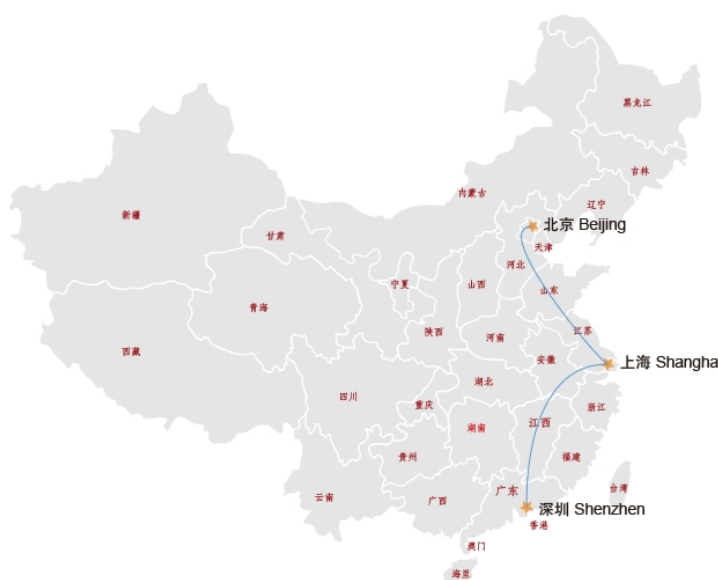 黑龙江
吉林
辽宁
内蒙古
新疆
甘肃
北京 Beijing
天津
河北
宁夏
山西
山东
青海
陕西
河南
江苏
西藏
安徽
上海 Shangha
湖北
四川
重庆
浙江
湖南
江西
贵州
福建
云南
广西
广东
台湾
深圳 Shenzhen
香港
澳门
海里